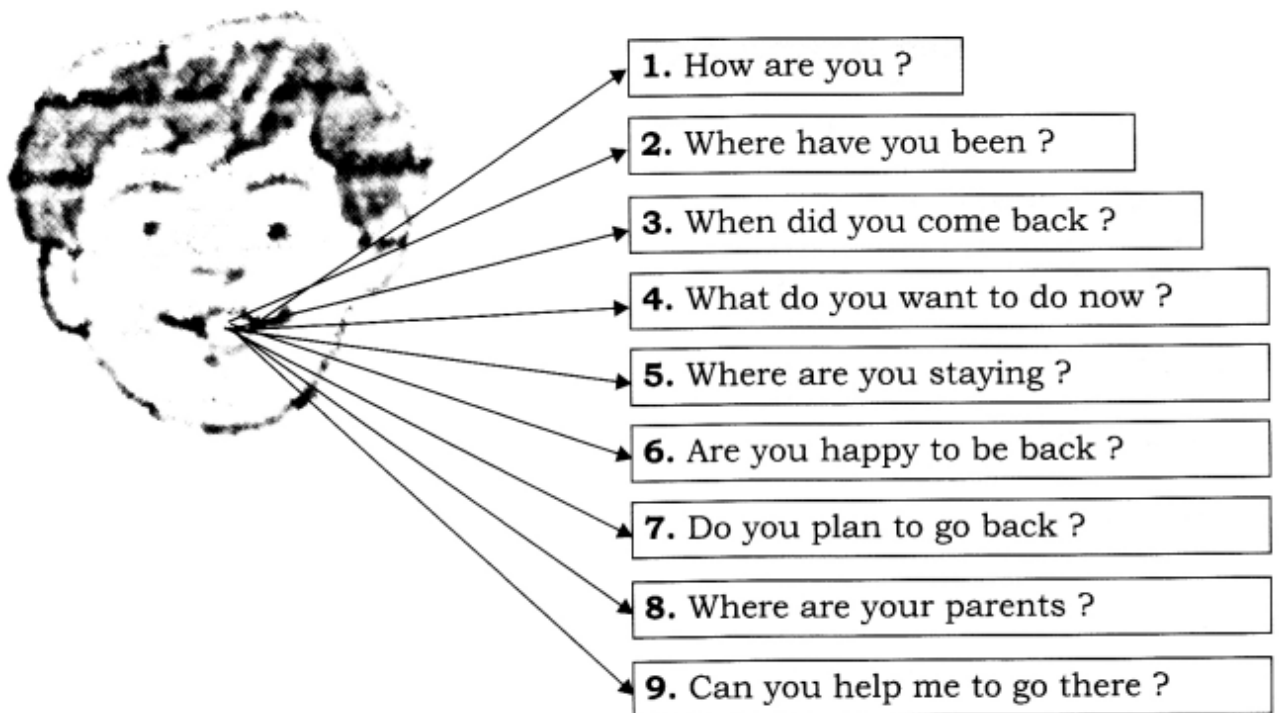 1. How are you ?
2. Where have you been ?
3. When did you come back ?
4. What do you want to do now ?
5. Where are you staying ?
6. Are you happy to be back ?
7. Do you plan to go back ?
8. Where are your parents ?
9. Can you help me to go there ?